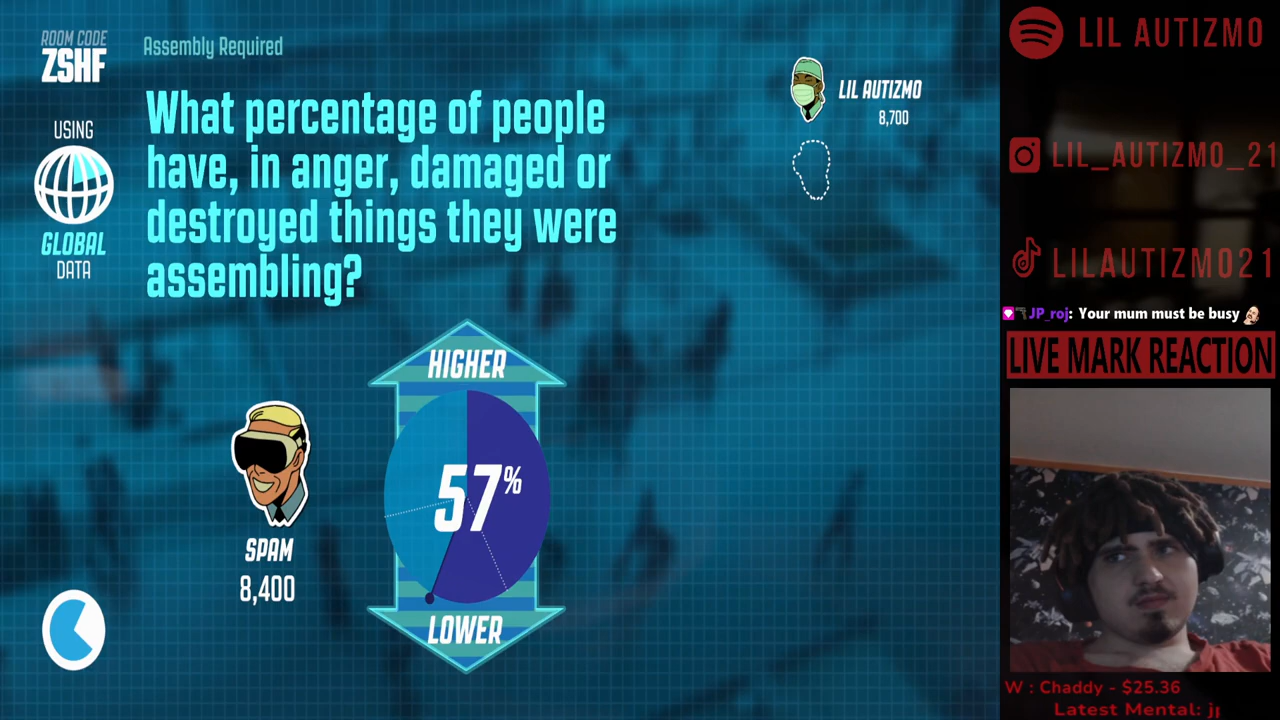 ROOM CODE
ZSHF
USING
GLOBAL
DATA
Assembly Required
What percentage of people
have, in anger, damaged or
destroyed things they were
assembling?
LIL AUTIZMO
8,700
SPAM
8,400
HIGHER
57%
LOWER
LIL AUTIZMO
LIL_AUTIZMO_21
LILAUTIZMO21
JP_roj: Your mum must be busy
LIVE MARK REACTION
W : Chaddy - $25.36
Latest Mental: